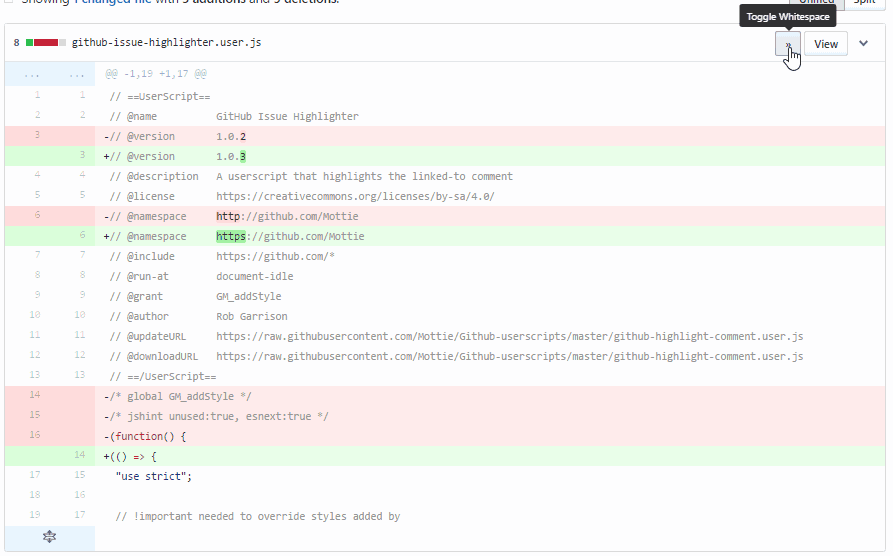 Showing 1 changed file with 3 additions and 5 deletions.
Unified Split
Toggle Whitespace
8 github-issue-highlighter.user.js » View
... ... @@ -1,19 +1,17 @@
1 1 // ==UserScript==
2 2 // @name GitHub Issue Highlighter
3 -// @version 1.0.2
3 +// @version 1.0.3
4 4 // @description A userscript that highlights the linked-to comment
5 5 // @license https://creativecommons.org/licenses/by-sa/4.0/
6 -// @namespace http://github.com/Mottie
6 +// @namespace https://github.com/Mottie
7 7 // @include https://github.com/*
8 8 // @run-at document-idle
9 9 // @grant GM_addStyle
10 10 // @author Rob Garrison
11 11 // @updateURL https://raw.githubusercontent.com/Mottie/Github-userscripts/master/github-highlight-comment.user.js
12 12 // @downloadURL https://raw.githubusercontent.com/Mottie/Github-userscripts/master/github-highlight-comment.user.js
13 13 // ==/UserScript==
14 -/* global GM_addStyle */
15 -/* jshint unused:true, esnext:true */
16 -(function() {
14 +(() => {
17 15 "use strict";
18 16
19 17 // !important needed to override styles added by